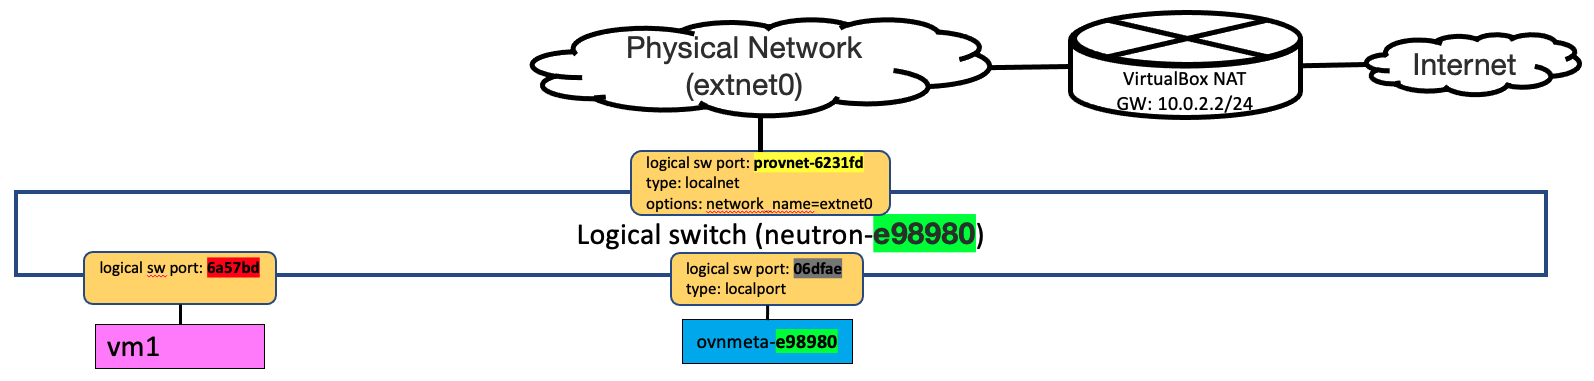 Physical Network
(extnet0)
VirtualBox NAT
GW: 10.0.2.2/24
Internet
logical sw port: provnet-6231fd
type: localnet
options: network_name=extnet0
Logical switch (neutron-e98980)
logical sw port: 6a57bd
logical sw port: 06dfae
type: localport
vm1
ovnmeta-e98980